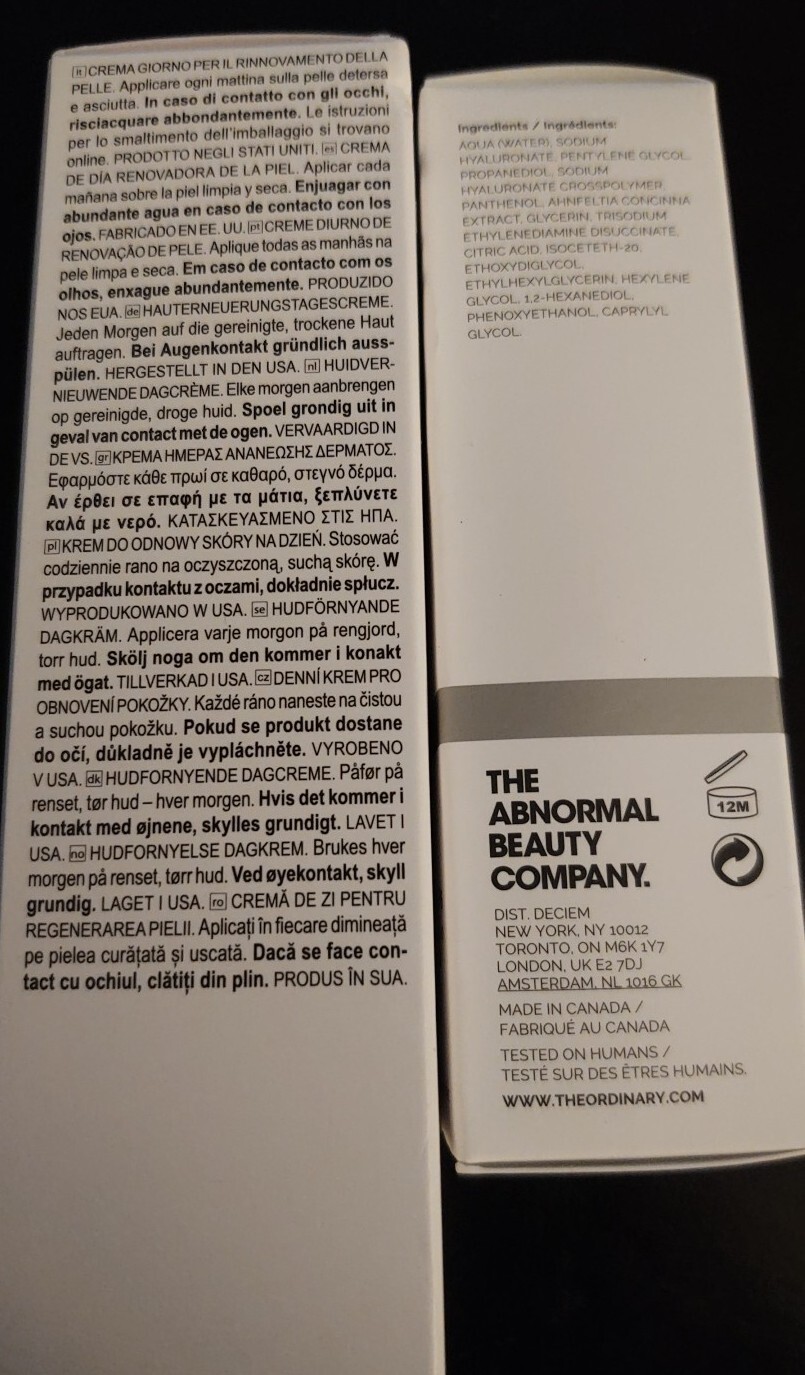 it CREMA GIORNO PER IL RINNOVAMENTO DELLA
PELLE. Applicare ogni mattina sulla pelle detersa
e asciutta. In caso di contatto con gli occhi,
risciacquare abbondantemente. Le istruzioni
per lo smaltimento dell'imballaggio si trovano
online. PRODOTTO NEGLI STATI UNITI. es CREMA
DE DÍA RENOVADORA DE LA PIEL. Aplicar cada
mañana sobre la piel limpia y seca. Enjuagar con
abundante agua en caso de contacto con los
ojos. FABRICADO EN EE. UU. pt CREME DIURNO DE
RENOVAÇÃO DE PELE. Aplique todas as manhãs na
pele limpa e seca. Em caso de contacto com os
olhos, enxague abundantemente. PRODUZIDO
NOS EUA. de HAUTERNEUERUNGSTAGESCREME.
Jeden Morgen auf die gereinigte, trockene Haut
auftragen. Bei Augenkontakt gründlich auss-
pülen. HERGESTELLT IN DEN USA. nl HUIDVER-
NIEUWENDE DAGCRÈME. Elke morgen aanbrengen
op gereinigde, droge huid. Spoel grondig uit in
geval van contact met de ogen. VERVAARDIGD IN
DE VS. gr ΚΡΕΜΑ ΗΜΕΡΑΣ ΑΝΑΝΕΩΣΗΣ ΔΕΡΜΑΤΟΣ.
Εφαρμόστε κάθε πρωί σε καθαρό, στεγνό δέρμα.
Αν έρθει σε επαφή με τα μάτια, ξεπλύνετε
καλά με νερό. ΚΑΤΑΣΚΕΥΑΣΜΕΝΟ ΣΤΙΣ ΗΠΑ.
pl KREM DO ODNOWY SKÓRY NA DZIEŃ. Stosować
codziennie rano na oczyszczoną, suchą skórę. W
przypadku kontaktu z oczami, dokładnie spłucz.
WYPRODUKOWANO W USA. se HUDFÖRNYANDE
DAGKRÄM. Applicera varje morgon på rengjord,
torr hud. Skölj noga om den kommer i konakt
med ögat. TILLVERKAD I USA. cz DENNÍ KREM PRO
OBNOVENÍ POKOŽKY. Každé ráno naneste na čistou
a suchou pokožku. Pokud se produkt dostane
do očí, důkladně je vypláchněte. VYROBENO
V USA. dk HUDFORNYENDE DAGCREME. Påfør på
renset, tør hud – hver morgen. Hvis det kommer i
kontakt med øjnene, skylles grundigt. LAVET I
USA. no HUDFORNYELSE DAGKREM. Brukes hver
morgen på renset, tørr hud. Ved øyekontakt, skyll
grundig. LAGET I USA. ro CREMĂ DE ZI PENTRU
REGENERAREA PIELII. Aplicați în fiecare dimineață
pe pielea curățată și uscată. Dacă se face con-
tact cu ochiul, clătiți din plin. PRODUS ÎN SUA.
Ingredients / Ingrédients:
AQUA (WATER), SODIUM
HYALURONATE, PENTYLENE GLYCOL,
PROPANEDIOL, SODIUM
HYALURONATE CROSSPOLYMER,
PANTHENOL, AHNFELTIA CONCINNA
EXTRACT, GLYCERIN, TRISODIUM
ETHYLENEDIAMINE DISUCCINATE,
CITRIC ACID, ISOCETETH-20,
ETHOXYDIGLYCOL,
ETHYLHEXYLGLYCERIN, HEXYLENE
GLYCOL, 1,2-HEXANEDIOL,
PHENOXYETHANOL, CAPRYLYL
GLYCOL.
THE
ABNORMAL
BEAUTY
COMPANY.
12M
DIST. DECIEM
NEW YORK, NY 10012
TORONTO, ON M6K 1Y7
LONDON, UK E2 7DJ
AMSTERDAM, NL 1016 GK
MADE IN CANADA /
FABRIQUÉ AU CANADA
TESTED ON HUMANS /
TESTÉ SUR DES ÊTRES HUMAINS.
WWW.THEORDINARY.COM